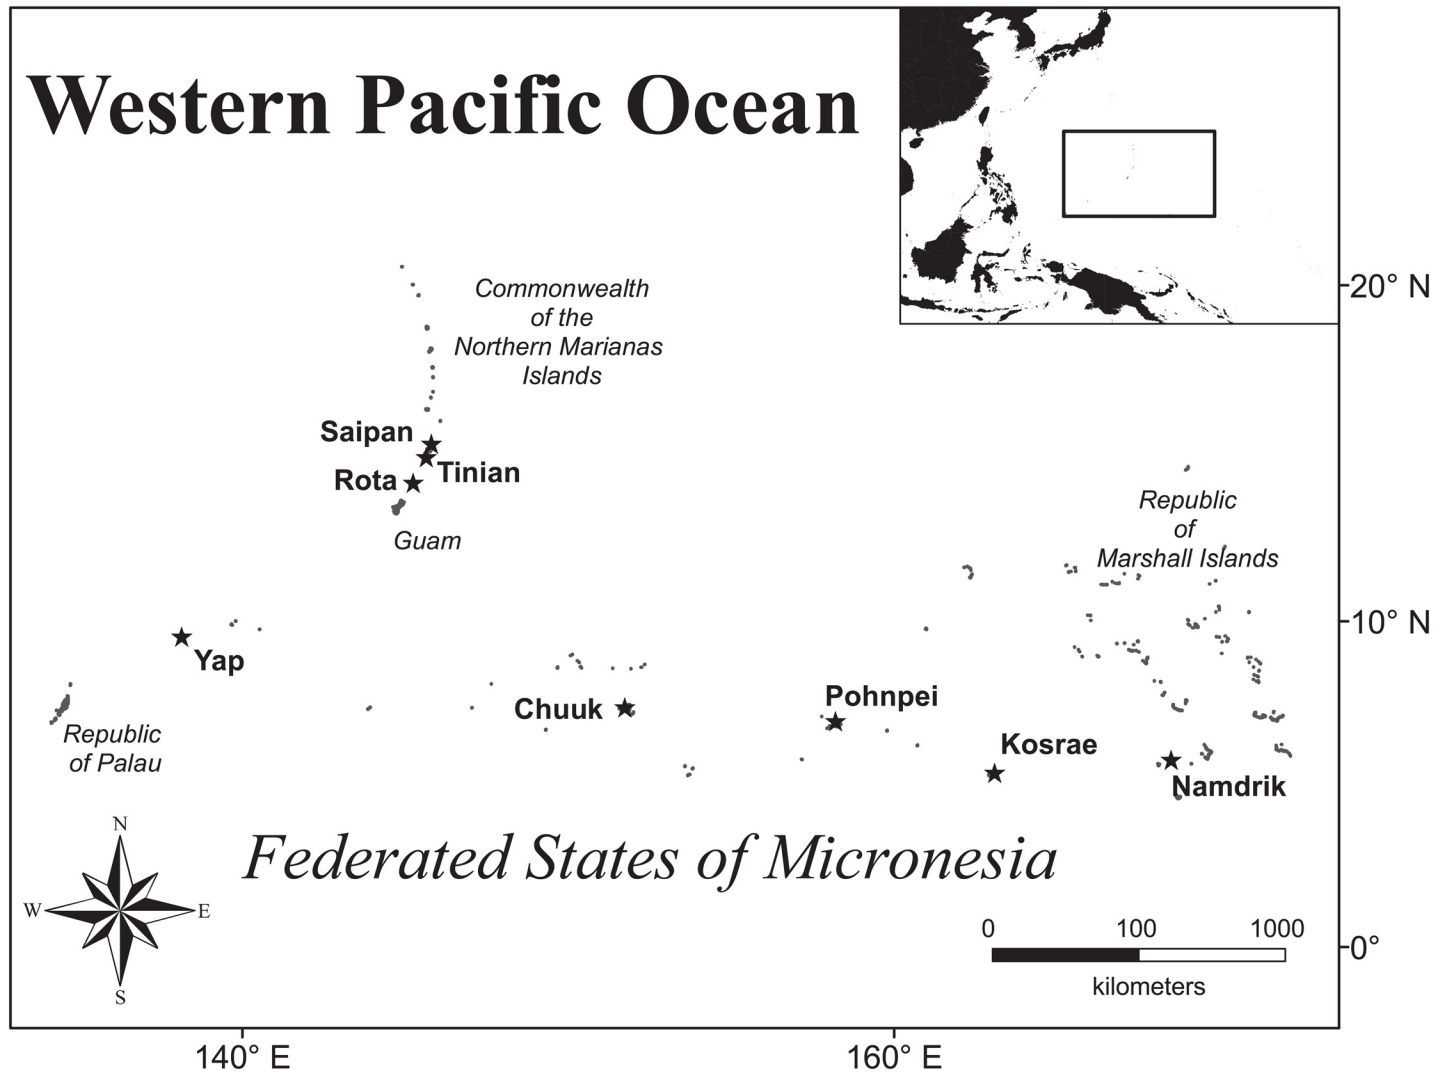 Western Pacific Ocean
20° N
Commonwealth
of the
Northern Marianas
Islands
Saipan
Tinian
Rota
Guam
Republic
of
Marshall Islands
10° N
Yap
Chuuk
Pohnpei
Kosrae
Namdrik
Republic
of Palau
Federated States of Micronesia
N
W
E
S
0 100 1000
kilometers
0°
140° E
160° E